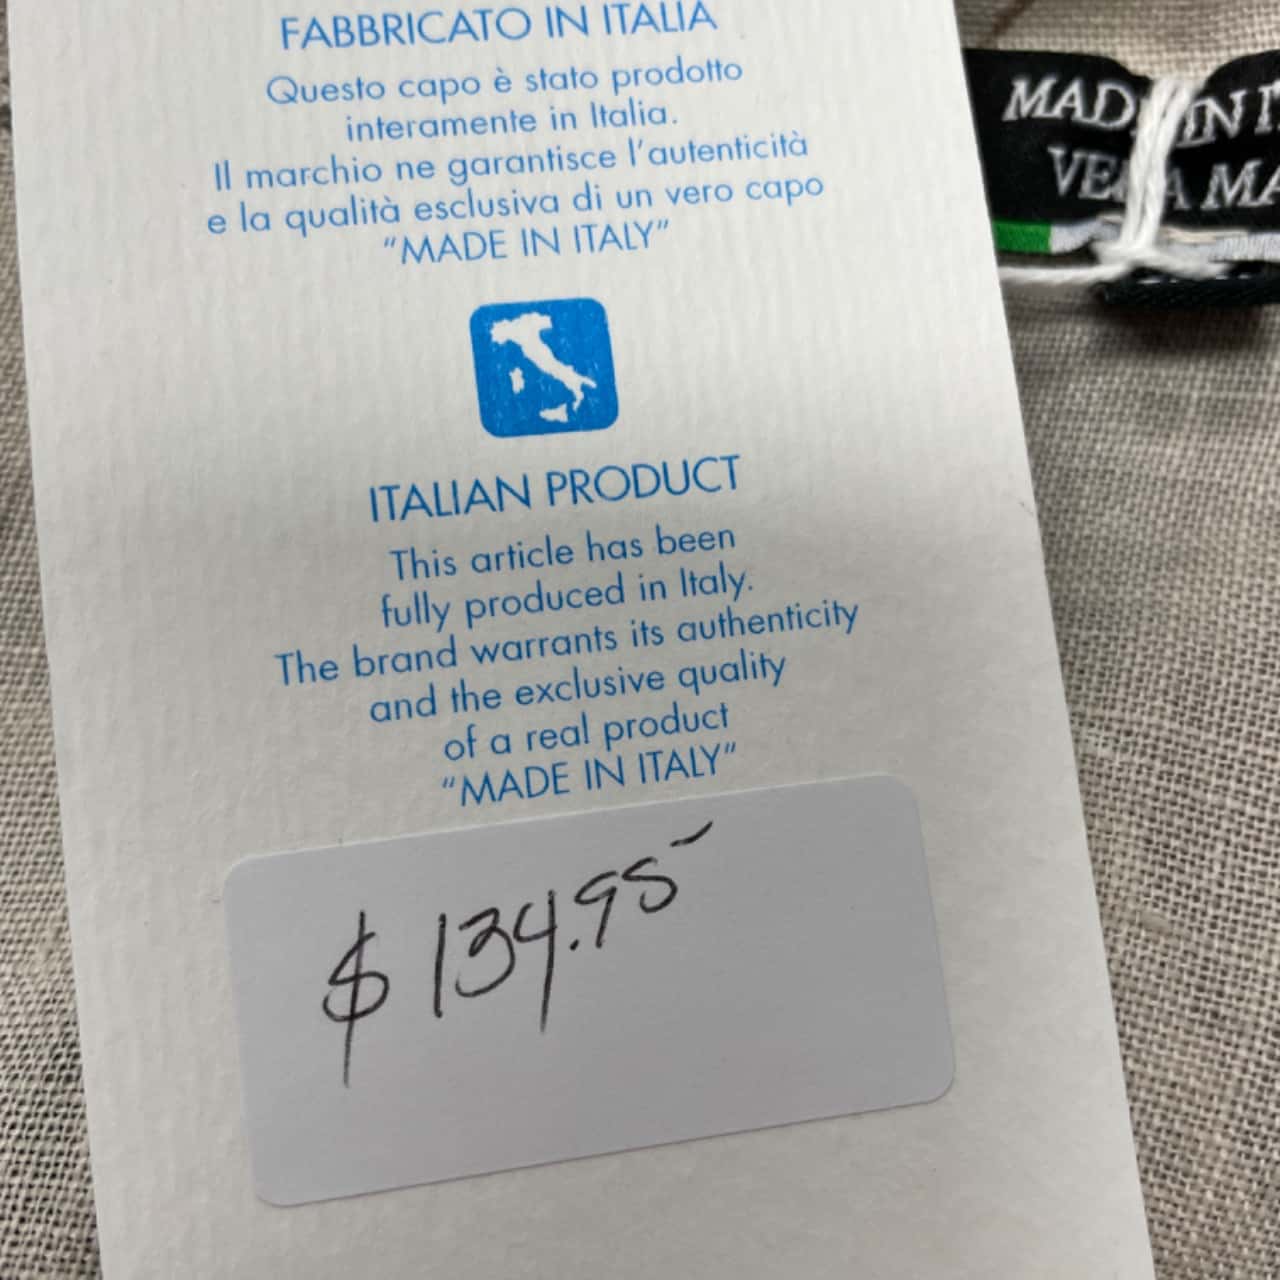 FABBRICATO IN ITALIA
Questo capo è stato prodotto
interamente in Italia.
Il marchio ne garantisce l'autenticità
e la qualità esclusiva di un vero capo
"MADE IN ITALY"
ITALIAN PRODUCT
This article has been
fully produced in Italy.
The brand warrants its authenticity
and the exclusive quality
of a real product
"MADE IN ITALY"
$ 134.95
MADE IN